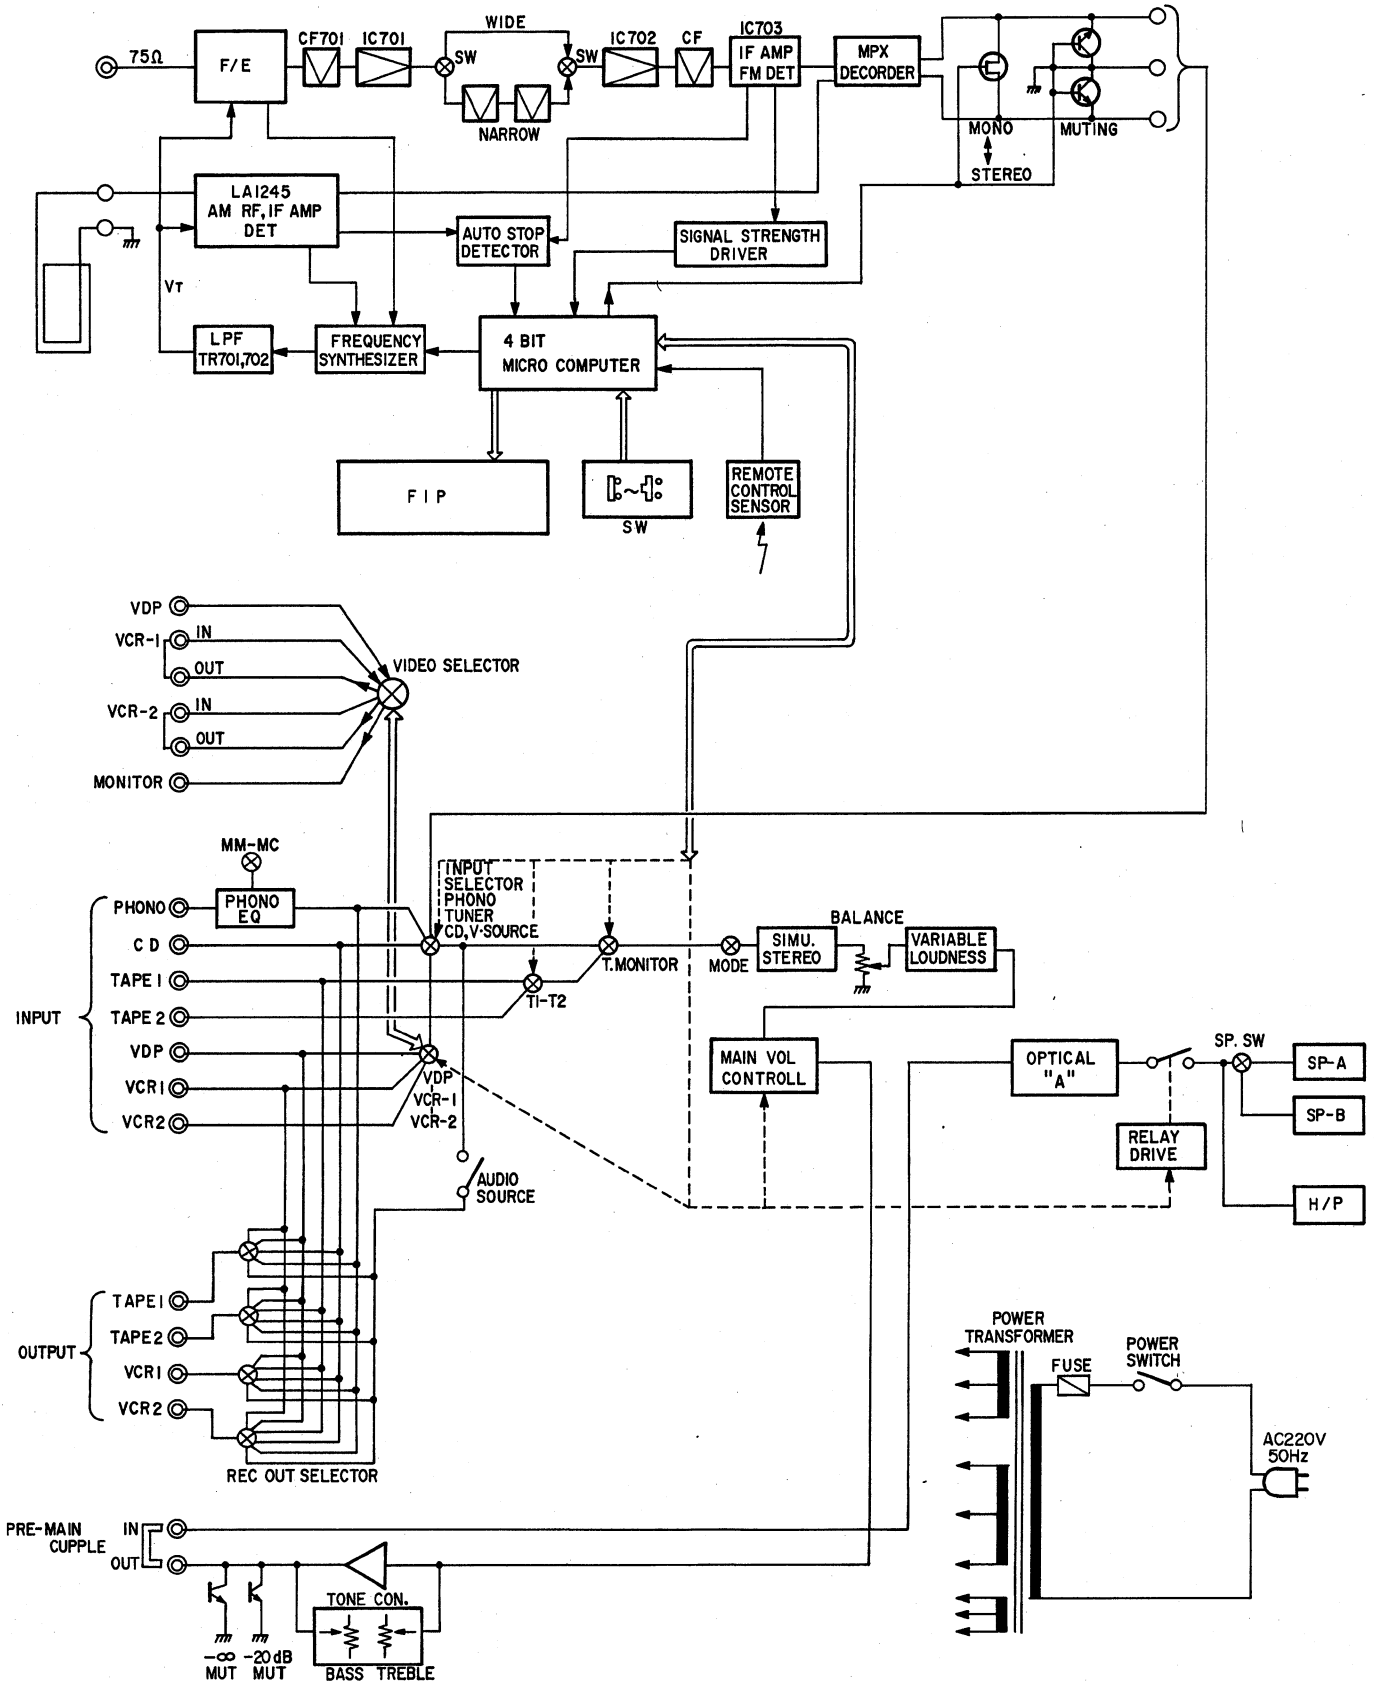 75Ω
F/E
CF701
IC701
SW
WIDE
NARROW
SW
IC702
CF
IC703
IF AMP
FM DET
MPX
DECORDER
MONO
STEREO
MUTING
LA1245
AM RF, IF AMP
DET
AUTO STOP
DETECTOR
SIGNAL STRENGTH
DRIVER
VT
LPF
TR701,702
FREQUENCY
SYNTHESIZER
4 BIT
MICRO COMPUTER
FIP
~
SW
REMOTE
CONTROL
SENSOR
VDP
VCR-1
IN
OUT
VCR-2
IN
OUT
MONITOR
VIDEO SELECTOR
MM-MC
PHONO
EQ
INPUT
PHONO
CD
TAPE1
TAPE2
VDP
VCR1
VCR2
INPUT
SELECTOR
PHONO
TUNER
CD,V·SOURCE
T1-T2
T.MONITOR
MODE
SIMU.
STEREO
BALANCE
VARIABLE
LOUDNESS
VDP
VCR-1
VCR-2
AUDIO
SOURCE
MAIN VOL
CONTROLL
OPTICAL
"A"
SP. SW
SP-A
SP-B
RELAY
DRIVE
H/P
OUTPUT
TAPE1
TAPE2
VCR1
VCR2
REC OUT SELECTOR
POWER
TRANSFORMER
FUSE
POWER
SWITCH
AC220V
50Hz
PRE-MAIN
CUPPLE
IN
OUT
-∞
MUT
-20dB
MUT
TONE CON.
BASS TREBLE